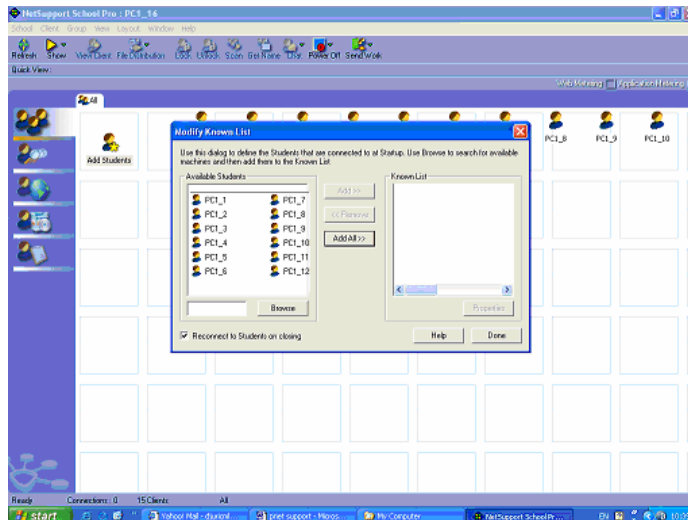 NetSupport School Pro : PC1_16
School Client Group View Layout Window Help
Refresh Show View Client File Distribution Lock Unlock Scan Get Name Chat Power Off Send Work
Quick View:
Web Metering Application Metering
All
Add Students
PC1_8 PC1_9 PC1_10
Modify Known List
Use this dialog to define the Students that are connected to at Startup. Use Browse to search for available
machines and then add them to the Known List
Available Students
Known List
PC1_1 PC1_7
PC1_2 PC1_8
PC1_3 PC1_9
PC1_4 PC1_10
PC1_5 PC1_11
PC1_6 PC1_12
Add >>
<< Remove
Add All >>
Browse
Properties
Reconnect to Students on closing
Help Done
Ready Connections: 0 15 Clients All
start Yahoo! Mail - pnet support - Micros... My Computer NetSupport School Pr... EN